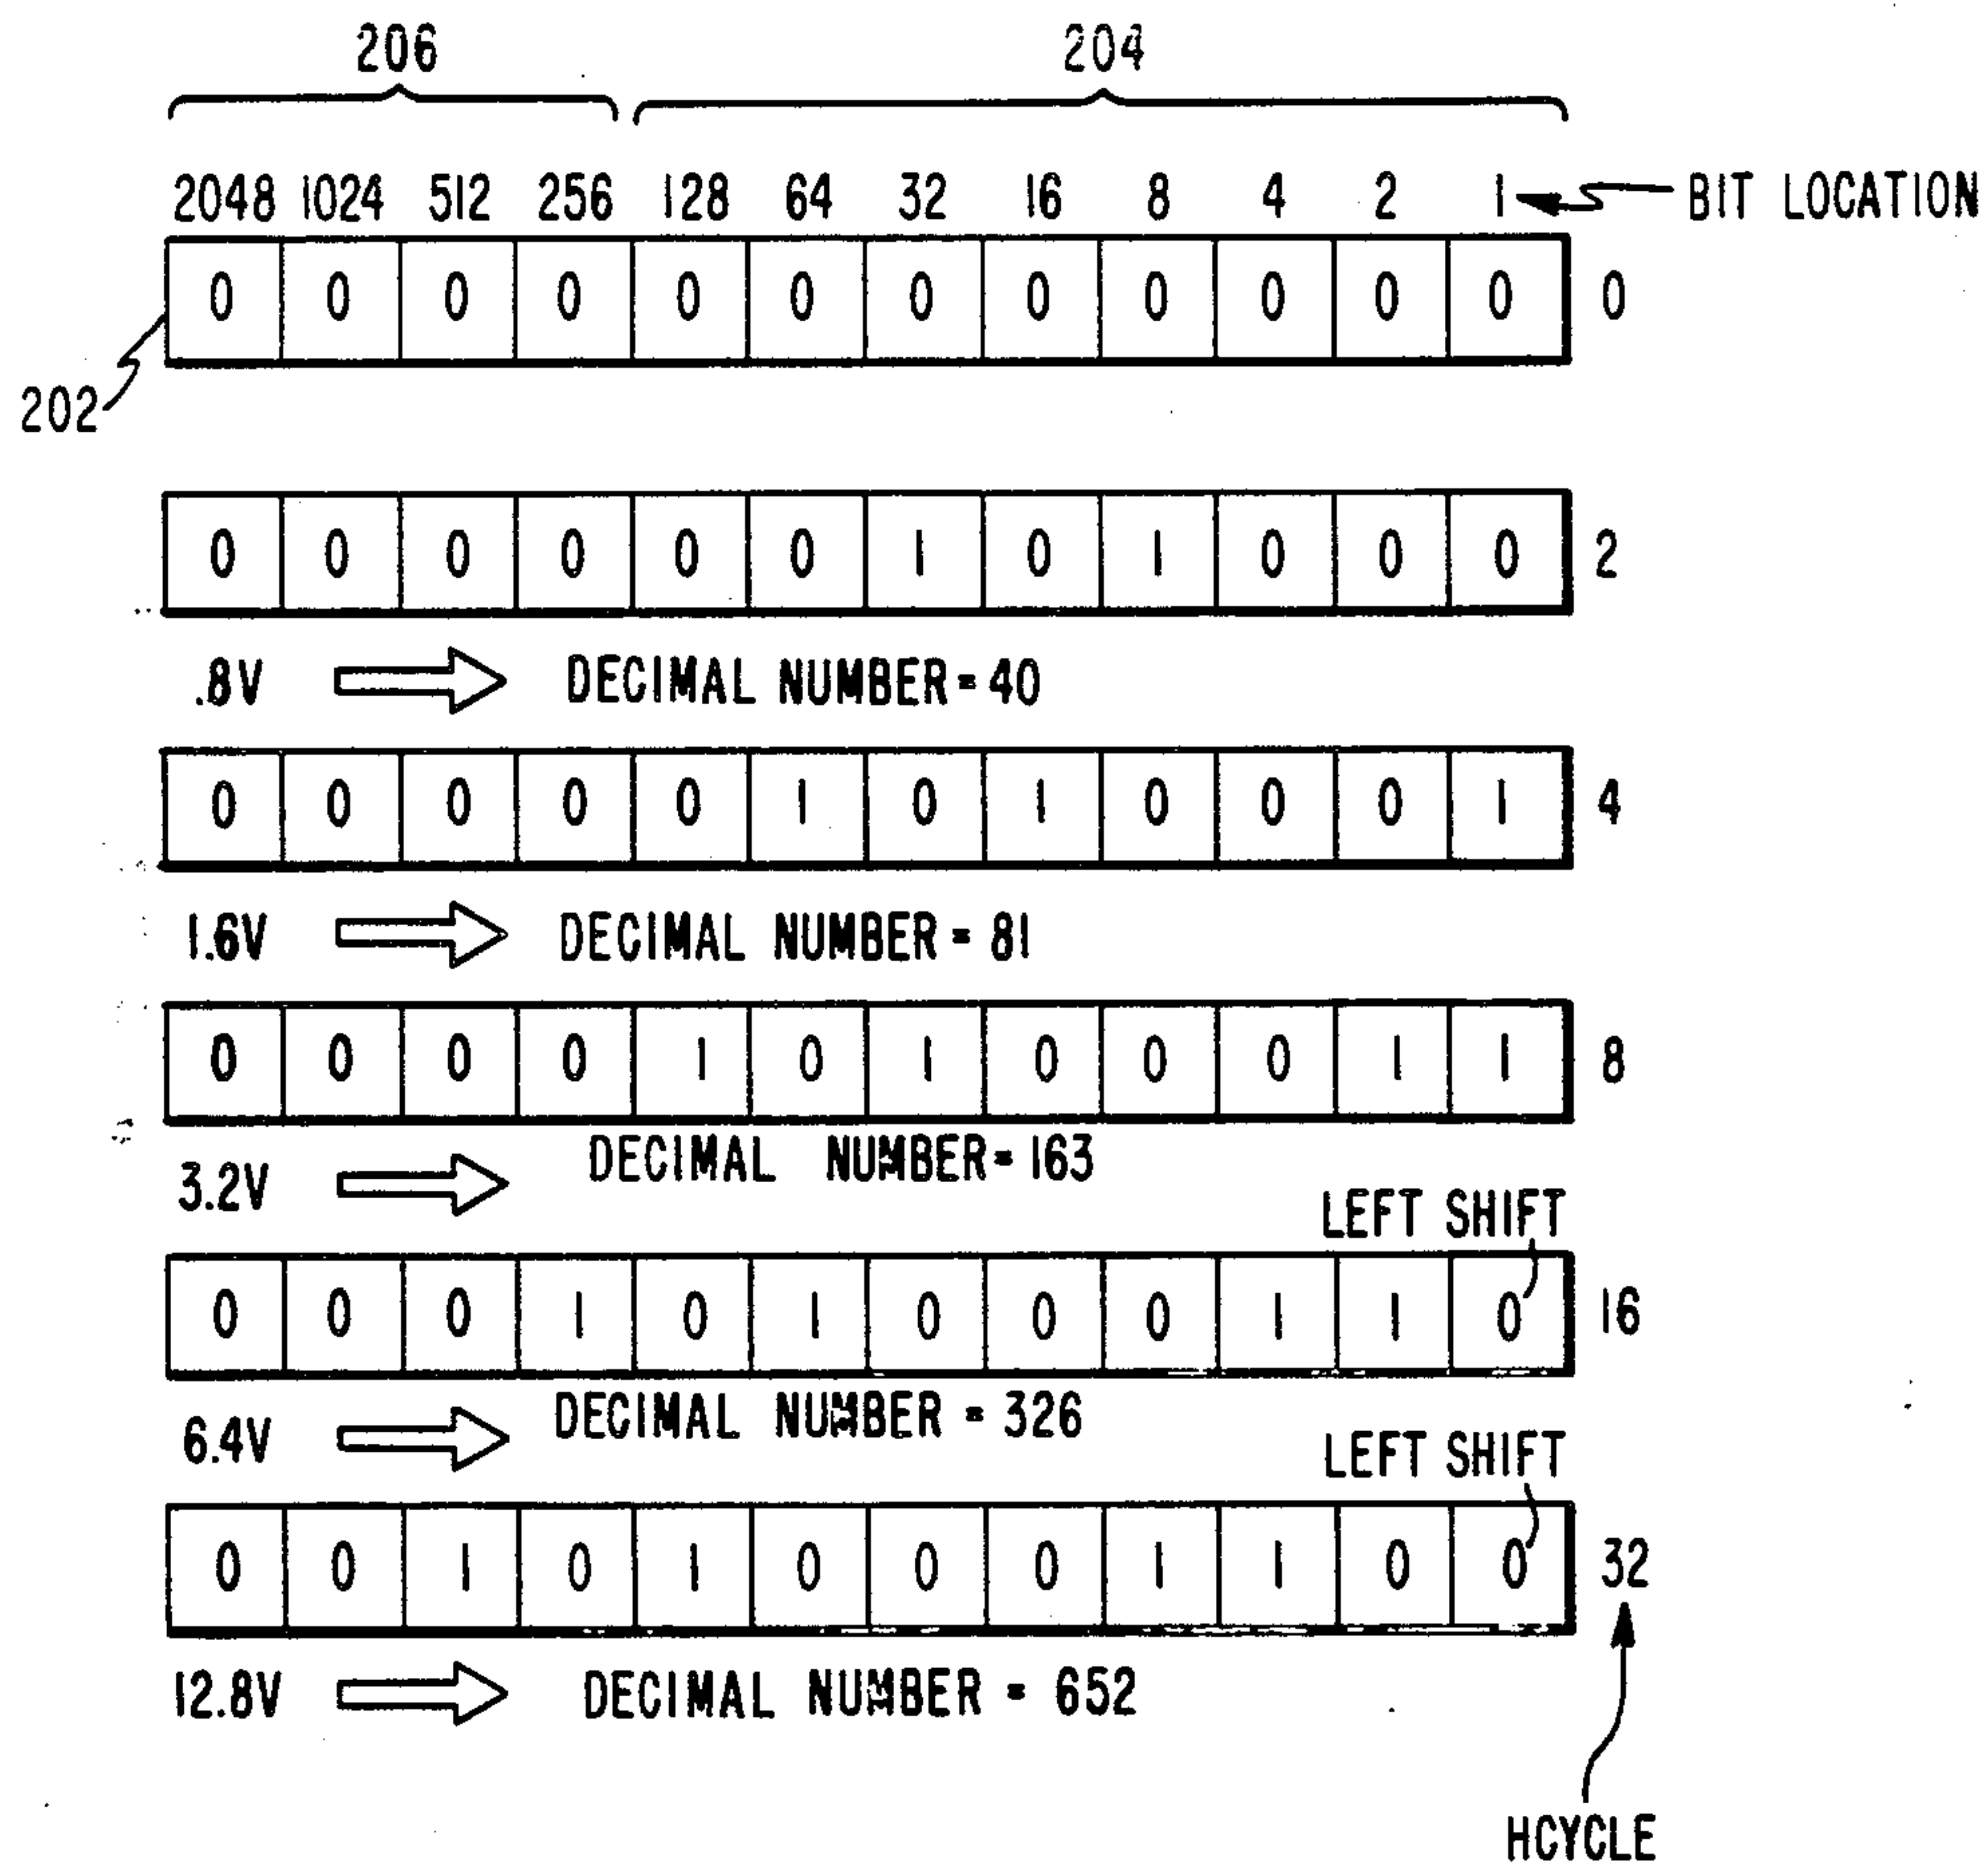 206 204
2048 1024 512 256 128 64 32 16 8 4 2 1 BIT LOCATION
0 0 0 0 0 0 0 0 0 0 0 0 0
202
0 0 0 0 0 0 1 0 1 0 0 0 2
.8V DECIMAL NUMBER = 40
0 0 0 0 0 1 0 1 0 0 0 1 4
1.6V DECIMAL NUMBER = 81
0 0 0 0 1 0 1 0 0 0 1 1 8
3.2V DECIMAL NUMBER = 163
LEFT SHIFT
0 0 0 1 0 1 0 0 0 1 1 0 16
6.4V DECIMAL NUMBER = 326
LEFT SHIFT
0 0 1 0 1 0 0 0 1 1 0 0 32
12.8V DECIMAL NUMBER = 652
HCYCLE